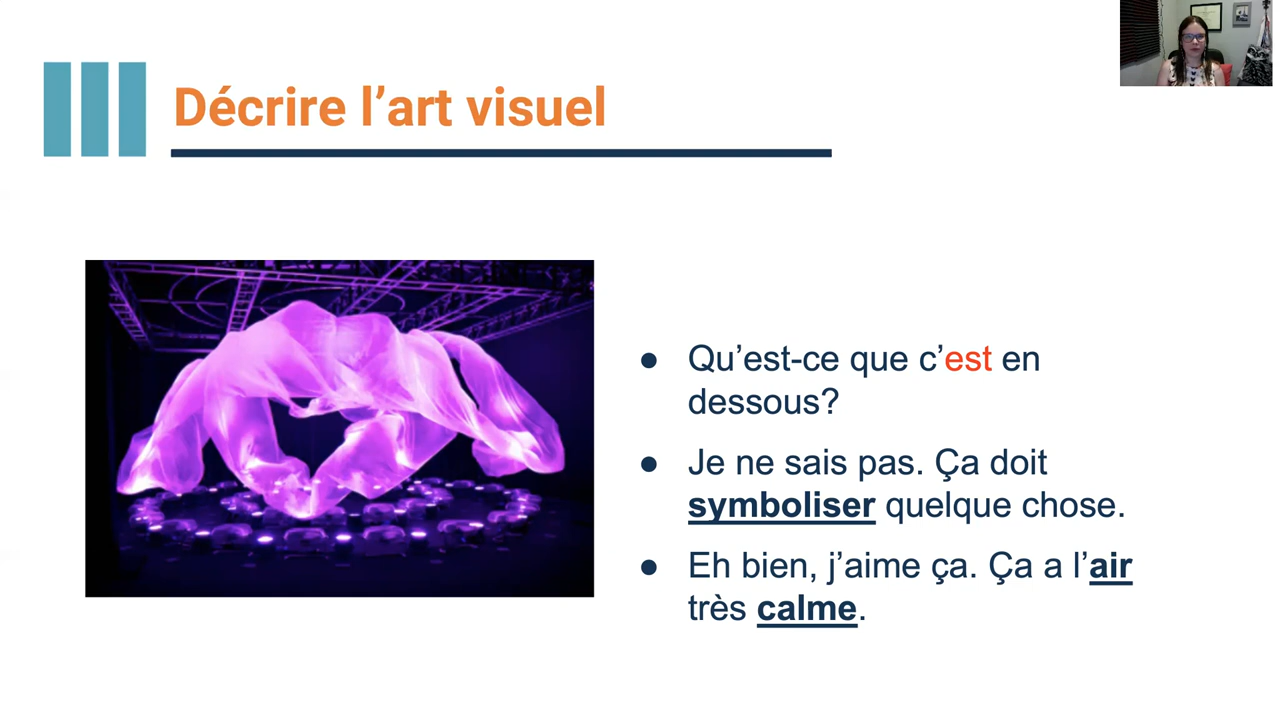 Décrire l’art visuel
● Qu’est-ce que c’est en
dessous?
● Je ne sais pas. Ça doit
symboliser quelque chose.
● Eh bien, j’aime ça. Ça a l’air
très calme.